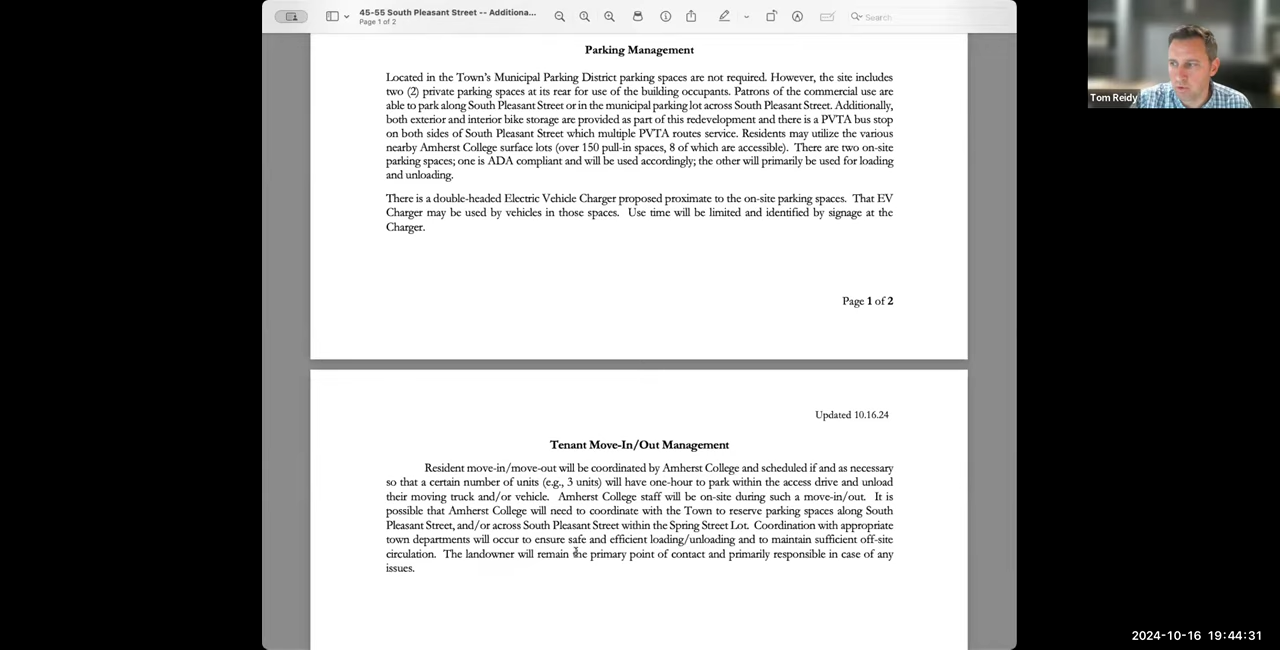 45-55 South Pleasant Street -- Additiona...
Page 1 of 2
Search
Parking Management
Located in the Town's Municipal Parking District parking spaces are not required. However, the site includes
two (2) private parking spaces at its rear for use of the building occupants. Patrons of the commercial use are
able to park along South Pleasant Street or in the municipal parking lot across South Pleasant Street. Additionally,
both exterior and interior bike storage are provided as part of this redevelopment and there is a PVTA bus stop
on both sides of South Pleasant Street which multiple PVTA routes service. Residents may utilize the various
nearby Amherst College surface lots (over 150 pull-in spaces, 8 of which are accessible). There are two on-site
parking spaces; one is ADA compliant and will be used accordingly; the other will primarily be used for loading
and unloading.
There is a double-headed Electric Vehicle Charger proposed proximate to the on-site parking spaces. That EV
Charger may be used by vehicles in those spaces. Use time will be limited and identified by signage at the
Charger.
Page 1 of 2
Updated 10.16.24
Tenant Move-In/Out Management
Resident move-in/move-out will be coordinated by Amherst College and scheduled if and as necessary
so that a certain number of units (e.g., 3 units) will have one-hour to park within the access drive and unload
their moving truck and/or vehicle. Amherst College staff will be on-site during such a move-in/out. It is
possible that Amherst College will need to coordinate with the Town to reserve parking spaces along South
Pleasant Street, and/or across South Pleasant Street within the Spring Street Lot. Coordination with appropriate
town departments will occur to ensure safe and efficient loading/unloading and to maintain sufficient off-site
circulation. The landowner will remain the primary point of contact and primarily responsible in case of any
issues.
Tom Reidy
2024-10-16 19:44:31